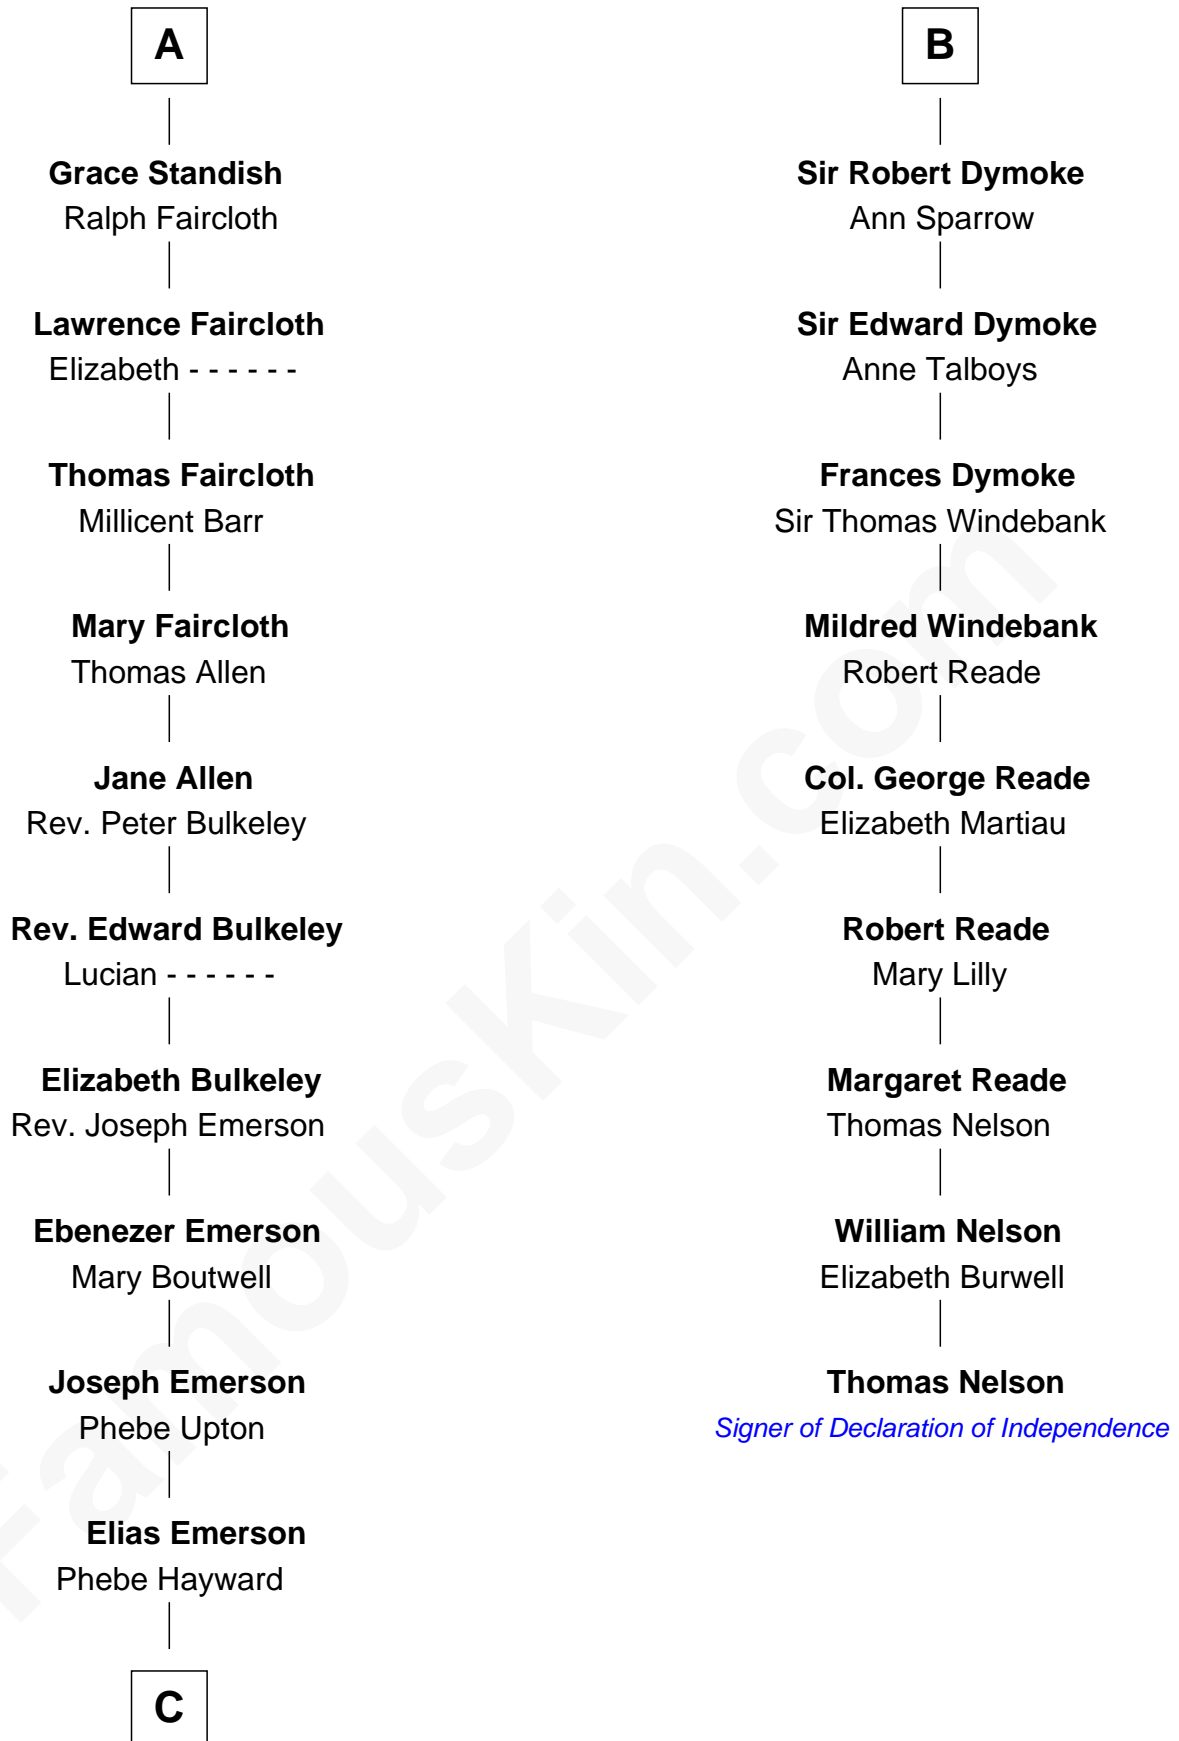 A
Grace Standish
Ralph Faircloth
Lawrence Faircloth
Elizabeth - - - - - -
Thomas Faircloth
Millicent Barr
Mary Faircloth
Thomas Allen
Jane Allen
Rev. Peter Bulkeley
Rev. Edward Bulkeley
Lucian - - - - - -
Elizabeth Bulkeley
Rev. Joseph Emerson
Ebenezer Emerson
Mary Boutwell
Joseph Emerson
Phebe Upton
Elias Emerson
Phebe Hayward
C
B
Sir Robert Dymoke
Ann Sparrow
Sir Edward Dymoke
Anne Talboys
Frances Dymoke
Sir Thomas Windebank
Mildred Windebank
Robert Reade
Col. George Reade
Elizabeth Martiau
Robert Reade
Mary Lilly
Margaret Reade
Thomas Nelson
William Nelson
Elizabeth Burwell
Thomas Nelson
Signer of Declaration of Independence
FamousKin.com